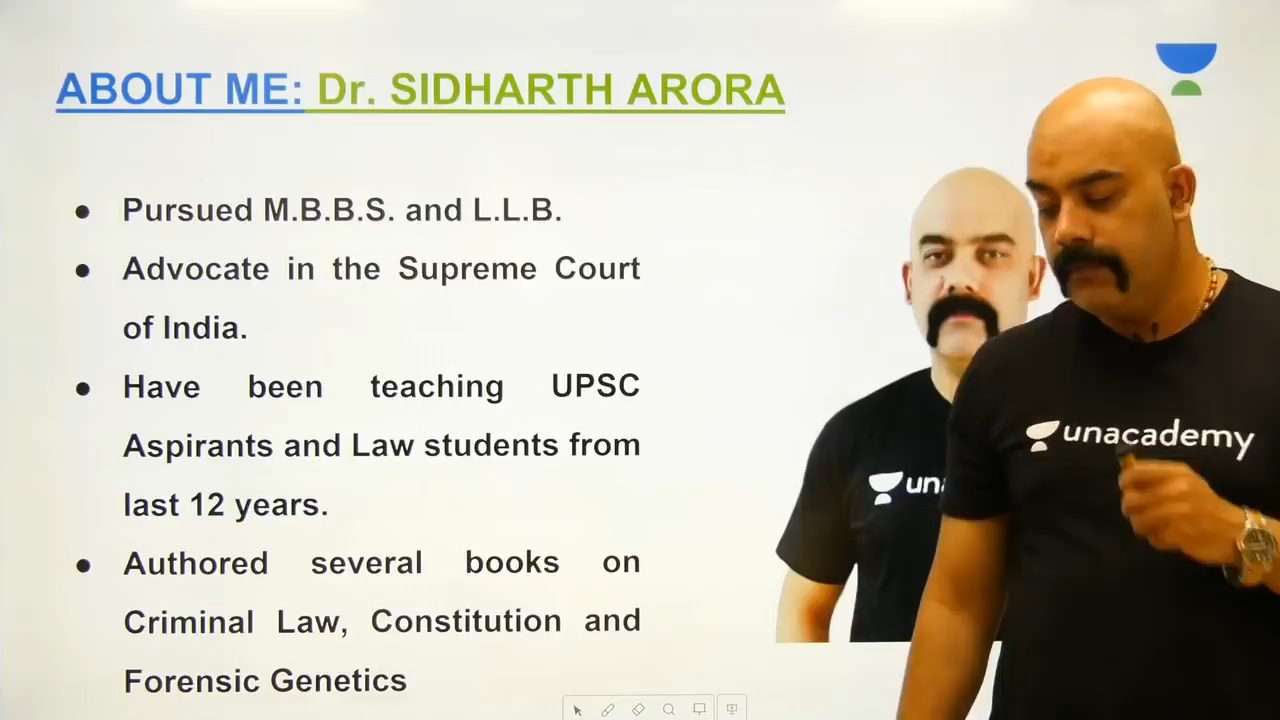 ABOUT ME: Dr. SIDHARTH ARORA
● Pursued M.B.B.S. and L.L.B.
● Advocate in the Supreme Court
of India.
● Have been teaching UPSC
Aspirants and Law students from
last 12 years.
● Authored several books on
Criminal Law, Constitution and
Forensic Genetics
una
unacademy